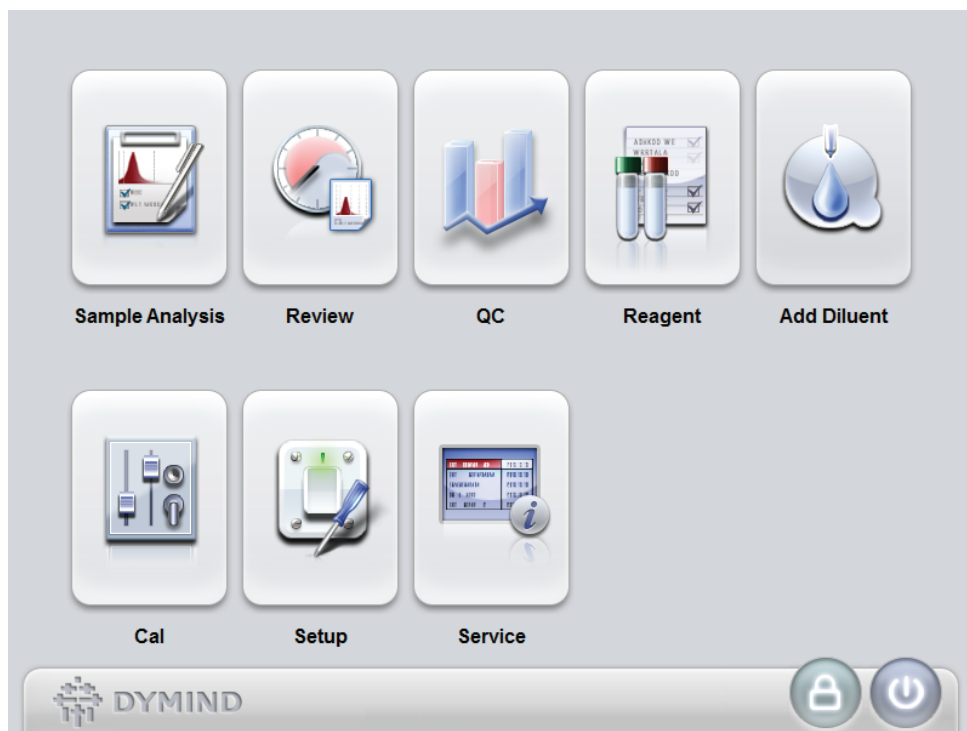 Sample Analysis
Review
QC
Reagent
Add Diluent
Cal
Setup
Service
DYMIND